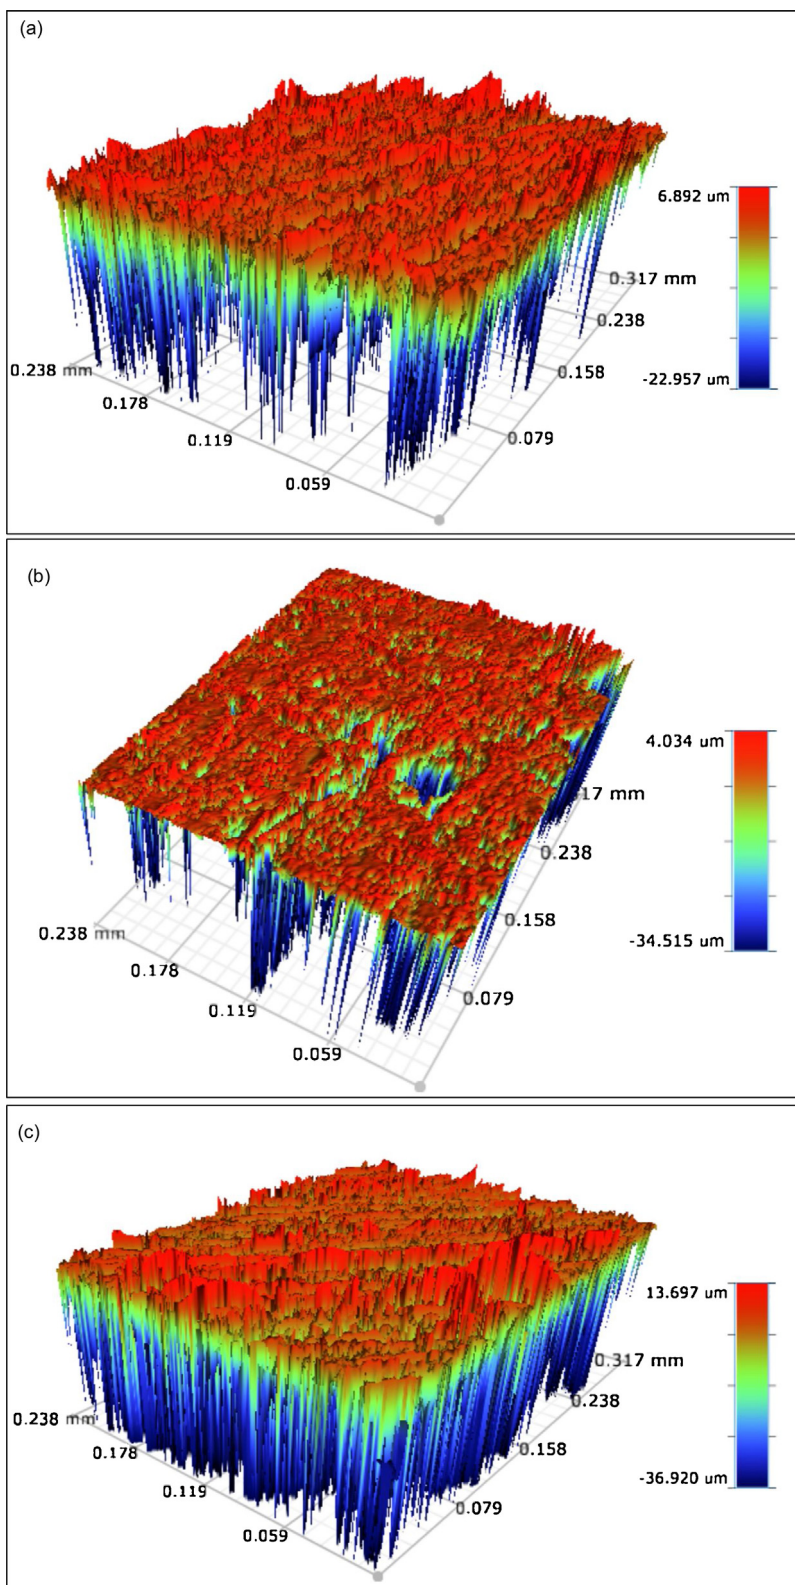 (a)
6.892 um
0.317 mm
0.238
0.158
-22.957 um
0.238 mm
0.178
0.119
0.079
0.059
(b)
4.034 um
17 mm
0.238
0.158
-34.515 um
0.238 mm
0.178
0.119
0.079
0.059
(c)
13.697 um
0.317 mm
0.238
0.238 mm
0.178
0.158
-36.920 um
0.119
0.079
0.059